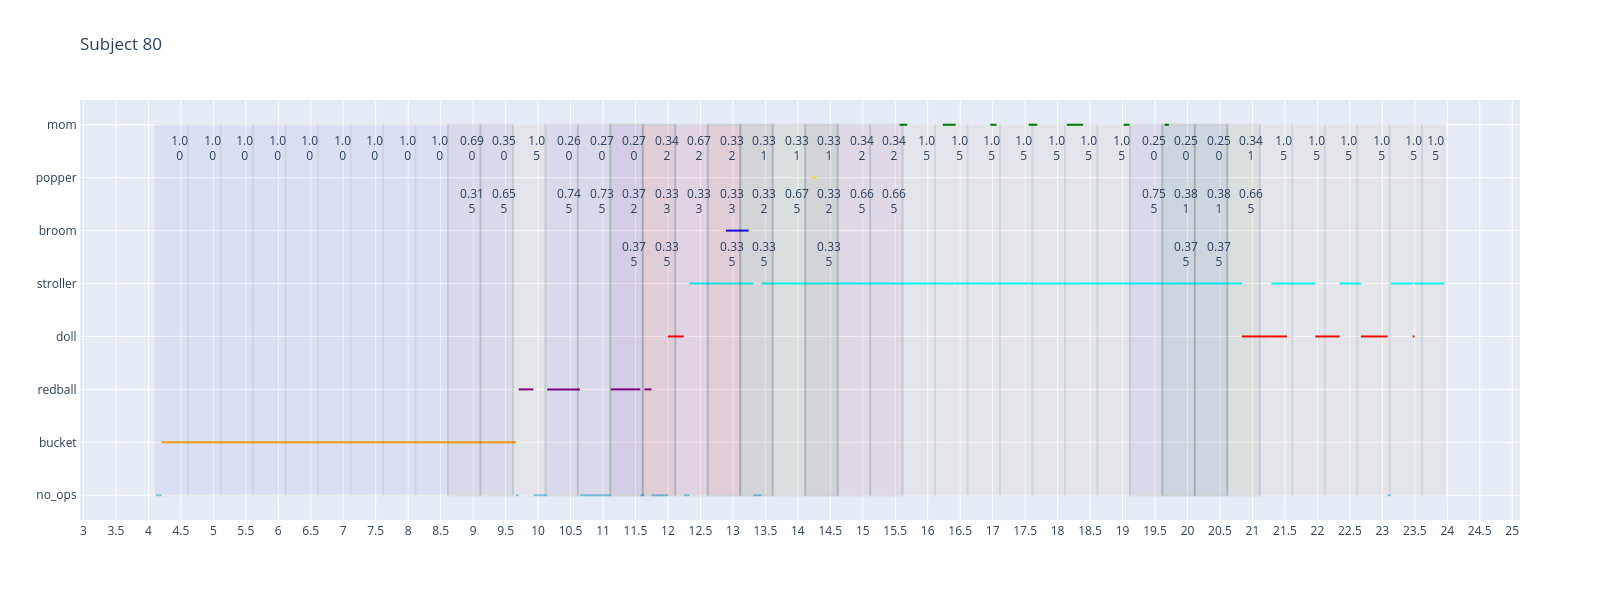 Subject 80
mom
1.0 1.0 1.0 1.0 1.0 1.0 1.0 1.0 1.0 0.69 0.35 1.0 0.26 0.27 0.27 0.34 0.67 0.33 0.33 0.33 0.33 0.34 0.34 1.0 1.0 1.0 1.0 1.0 1.0 1.0 0.25 0.25 0.25 0.34 1.0 1.0 1.0 1.0 1.0 1.0
0 0 0 0 0 0 0 0 0 0 0 5 0 0 0 2 2 2 1 1 1 2 2 5 5 5 5 5 5 5 0 0 0 1 5 5 5 5 5 5
popper
0.31 0.65 0.74 0.73 0.37 0.33 0.33 0.33 0.33 0.67 0.33 0.66 0.66 0.75 0.38 0.38 0.66
5 5 5 5 2 3 3 3 2 5 2 5 5 5 1 1 5
broom
0.37 0.33 0.33 0.33 0.33 0.37 0.37
5 5 5 5 5 5 5
stroller
doll
redball
bucket
no_ops
3 3.5 4 4.5 5 5.5 6 6.5 7 7.5 8 8.5 9 9.5 10 10.5 11 11.5 12 12.5 13 13.5 14 14.5 15 15.5 16 16.5 17 17.5 18 18.5 19 19.5 20 20.5 21 21.5 22 22.5 23 23.5 24 24.5 25